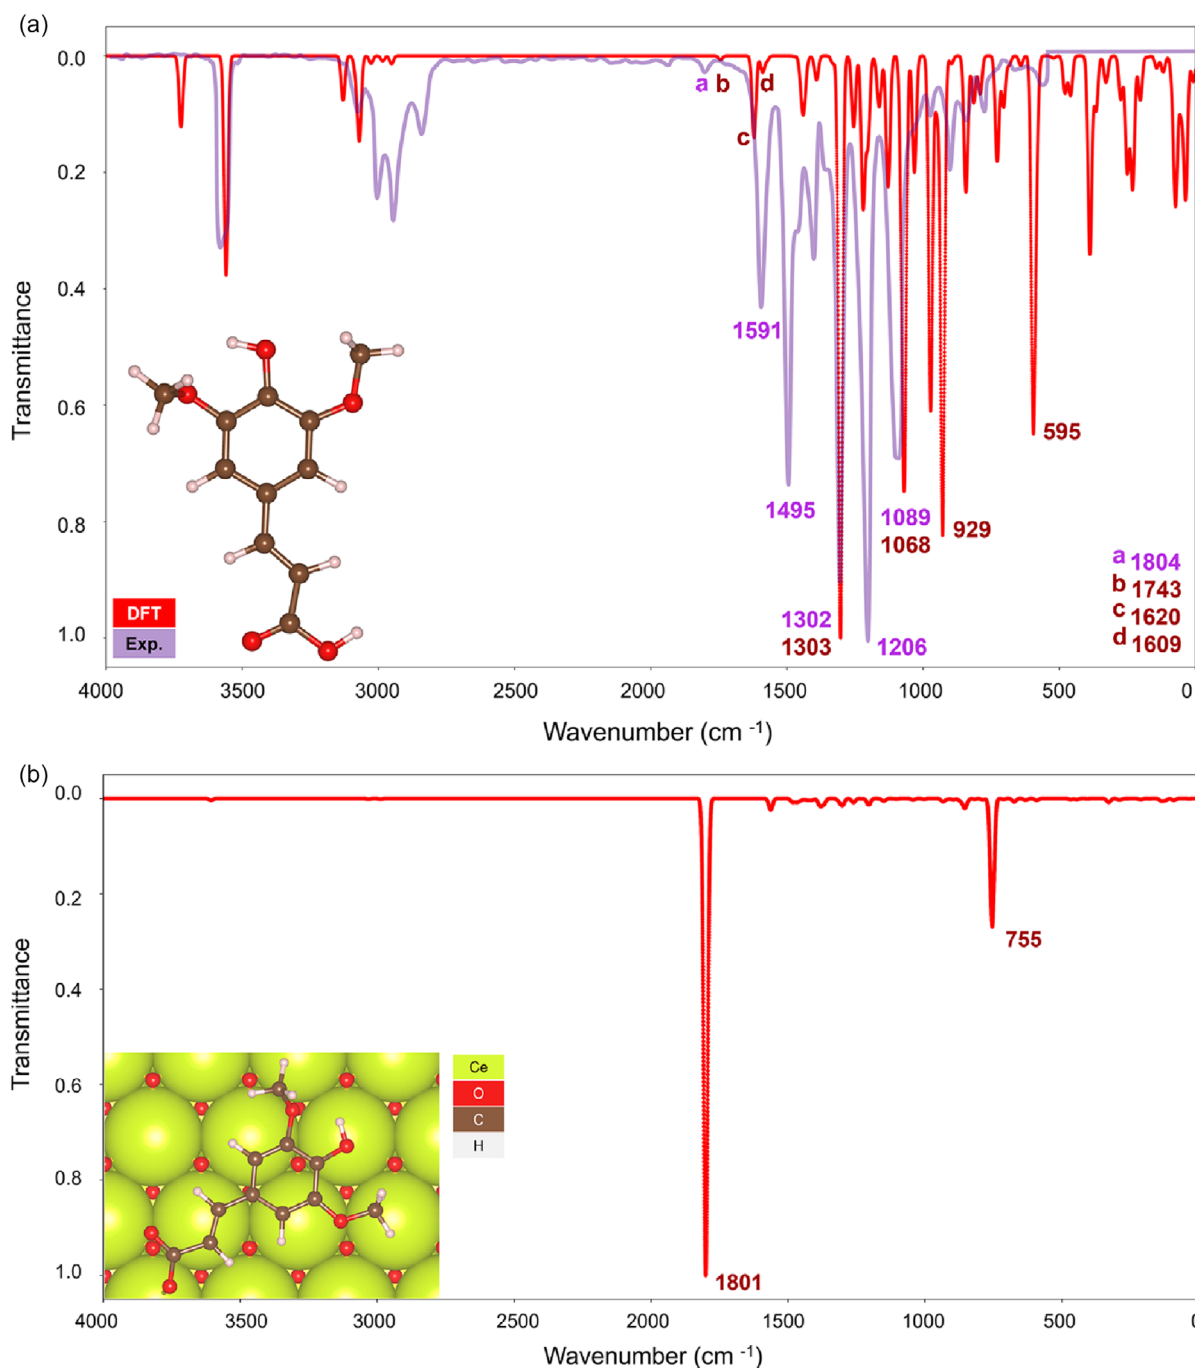 (a)
0.0
0.2
0.4
0.6
0.8
1.0
Transmittance
a b d
c
1591
1495
1302
1303
1206
1089
1068
929
595
a 1804
b 1743
c 1620
d 1609
DFT
Exp.
4000 3500 3000 2500 2000 1500 1000 500 0
Wavenumber (cm -1)
(b)
0.0
0.2
0.4
0.6
0.8
1.0
Transmittance
755
1801
Ce
O
C
H
4000 3500 3000 2500 2000 1500 1000 500 0
Wavenumber (cm -1)